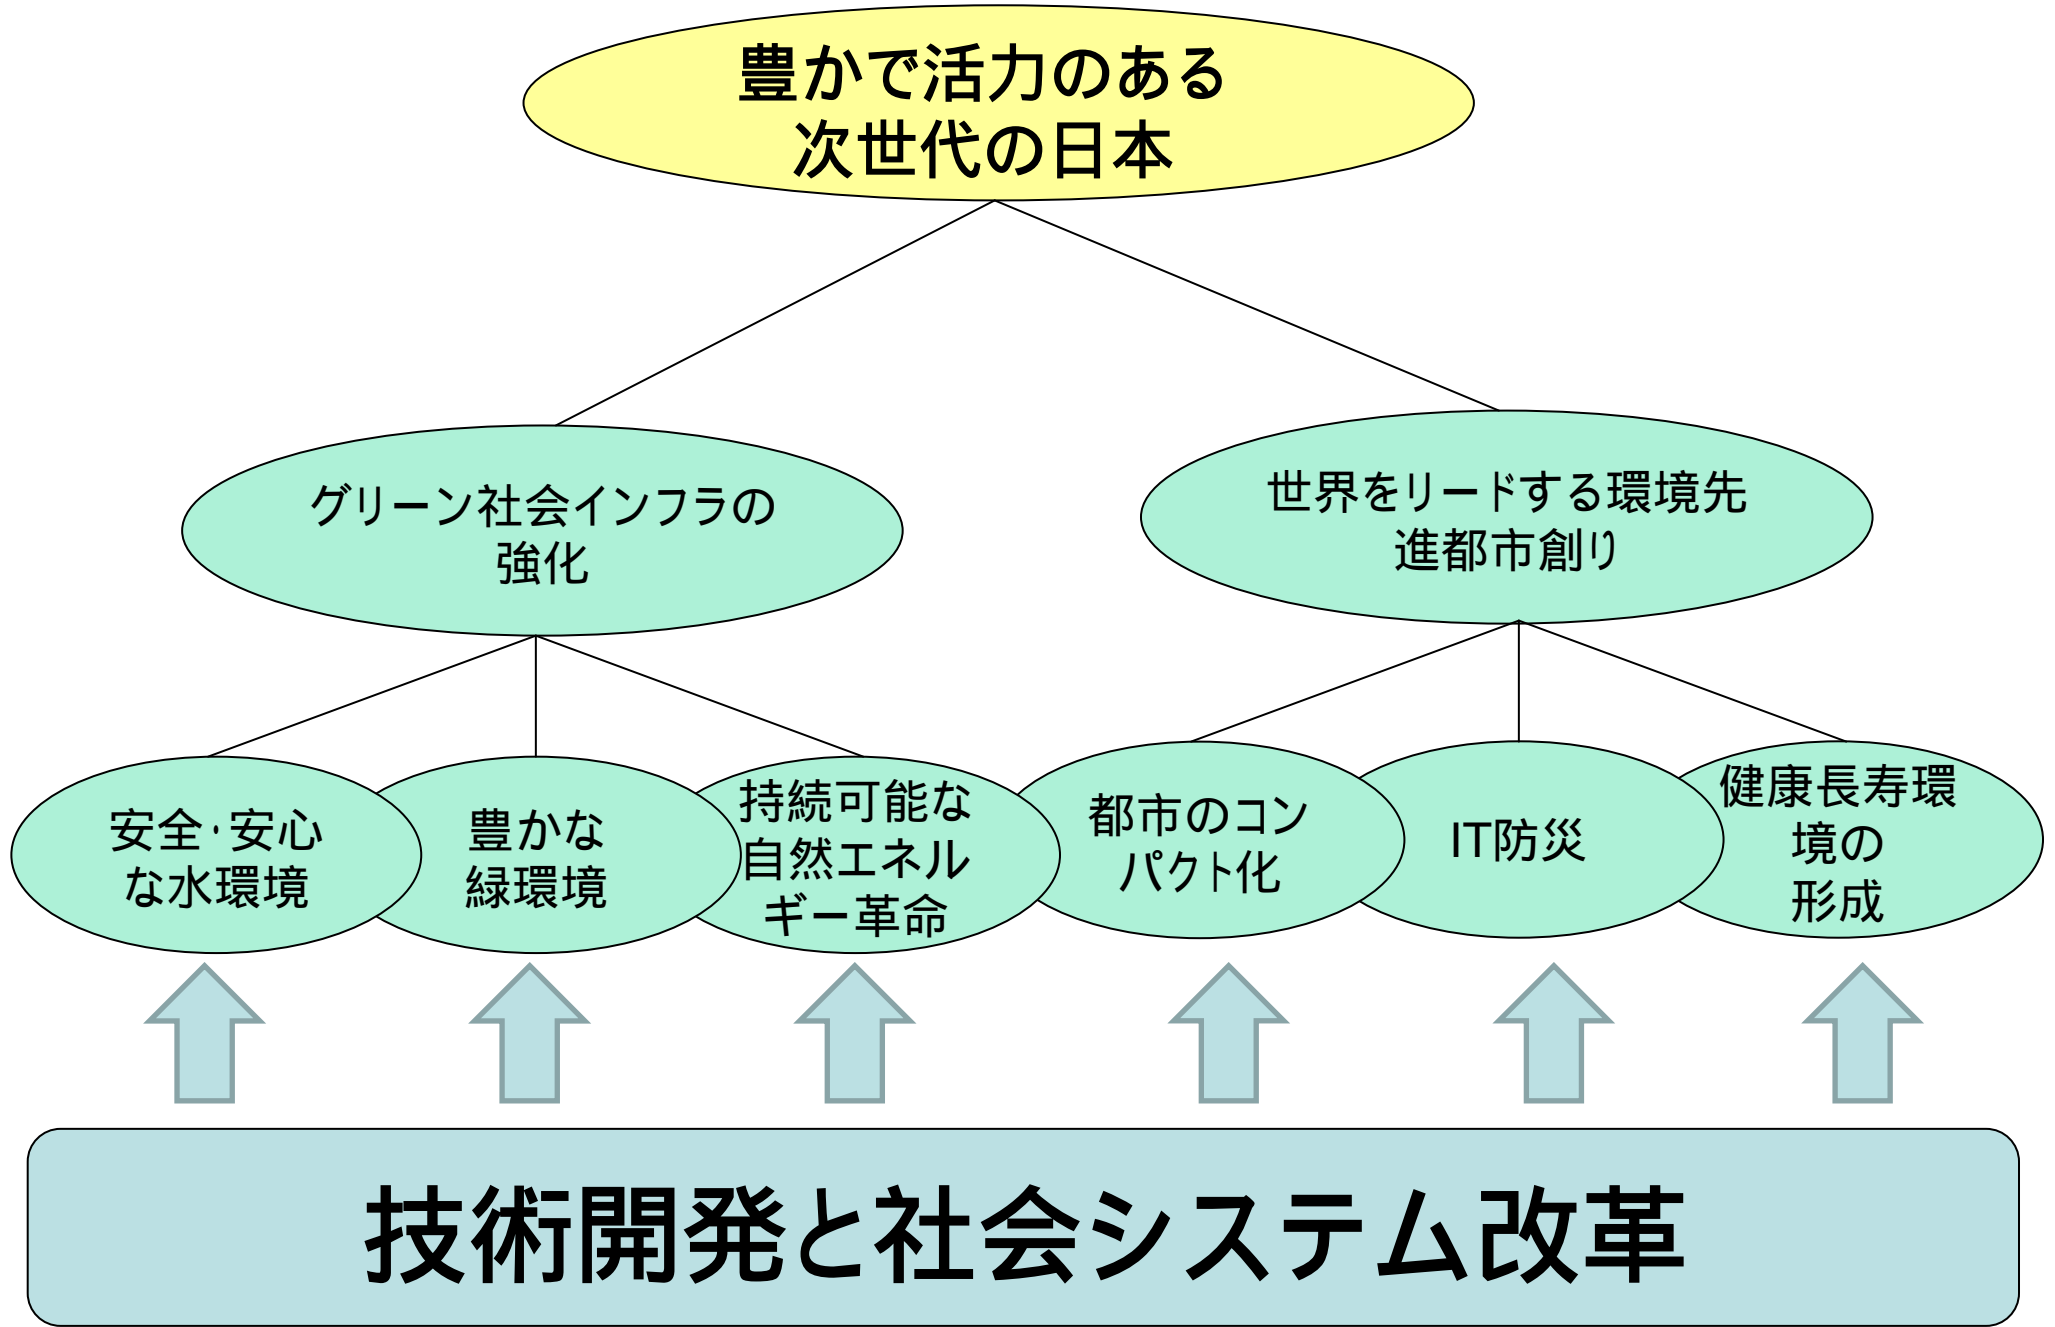 豊かで活力のある
次世代の日本
グリーン社会インフラの
強化
世界をリードする環境先
進都市創り
安全・安心
な水環境
豊かな
緑環境
持続可能な
自然エネル
ギー革命
都市のコン
パクト化
IT防災
健康長寿環
境の
形成
技術開発と社会システム改革